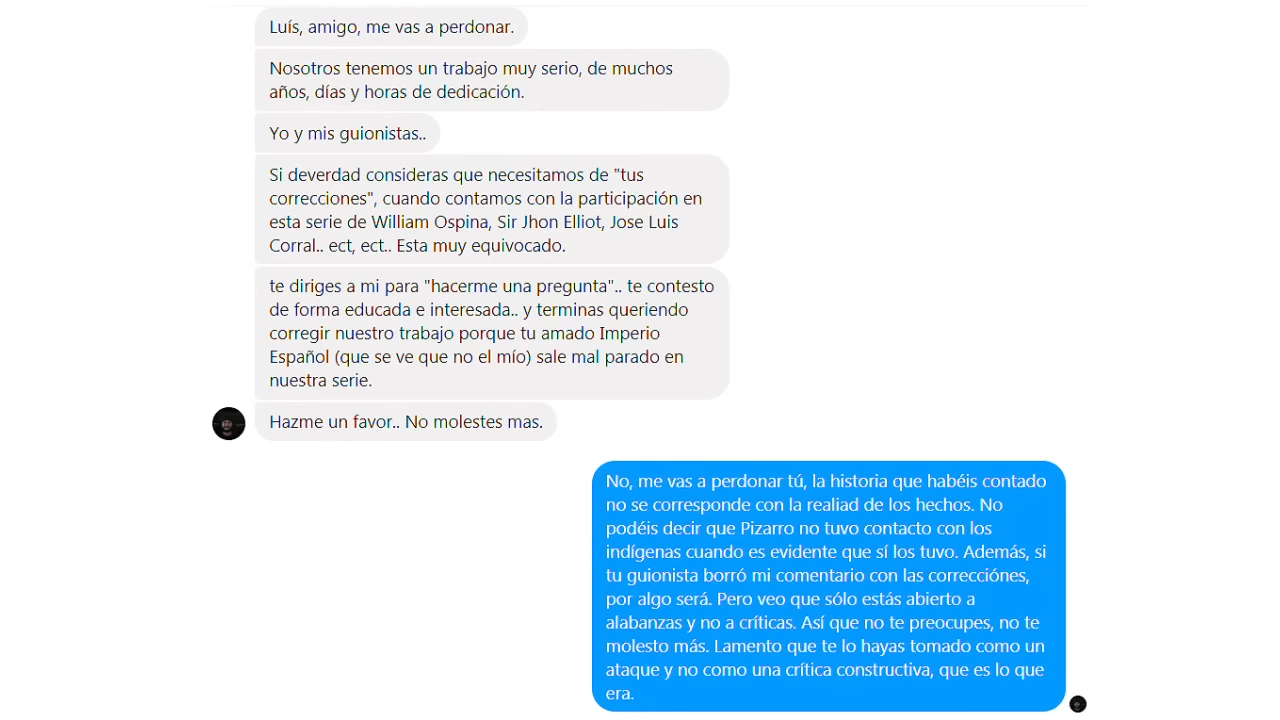 Luís, amigo, me vas a perdonar.
Nosotros tenemos un trabajo muy serio, de muchos
años, días y horas de dedicación.
Yo y mis guionistas..
Si deverdad consideras que necesitamos de "tus
correcciones", cuando contamos con la participación en
esta serie de William Ospina, Sir Jhon Elliot, Jose Luis
Corral.. ect, ect.. Esta muy equivocado.
te diriges a mi para "hacerme una pregunta".. te contesto
de forma educada e interesada.. y terminas queriendo
corregir nuestro trabajo porque tu amado Imperio
Español (que se ve que no el mío) sale mal parado en
nuestra serie.
Hazme un favor.. No molestes mas.
No, me vas a perdonar tú, la historia que habéis contado
no se corresponde con la realiad de los hechos. No
podéis decir que Pizarro no tuvo contacto con los
indígenas cuando es evidente que sí los tuvo. Además, si
tu guionista borró mi comentario con las correcciónes,
por algo será. Pero veo que sólo estás abierto a
alabanzas y no a críticas. Así que no te preocupes, no te
molesto más. Lamento que te lo hayas tomado como un
ataque y no como una crítica constructiva, que es lo que
era.